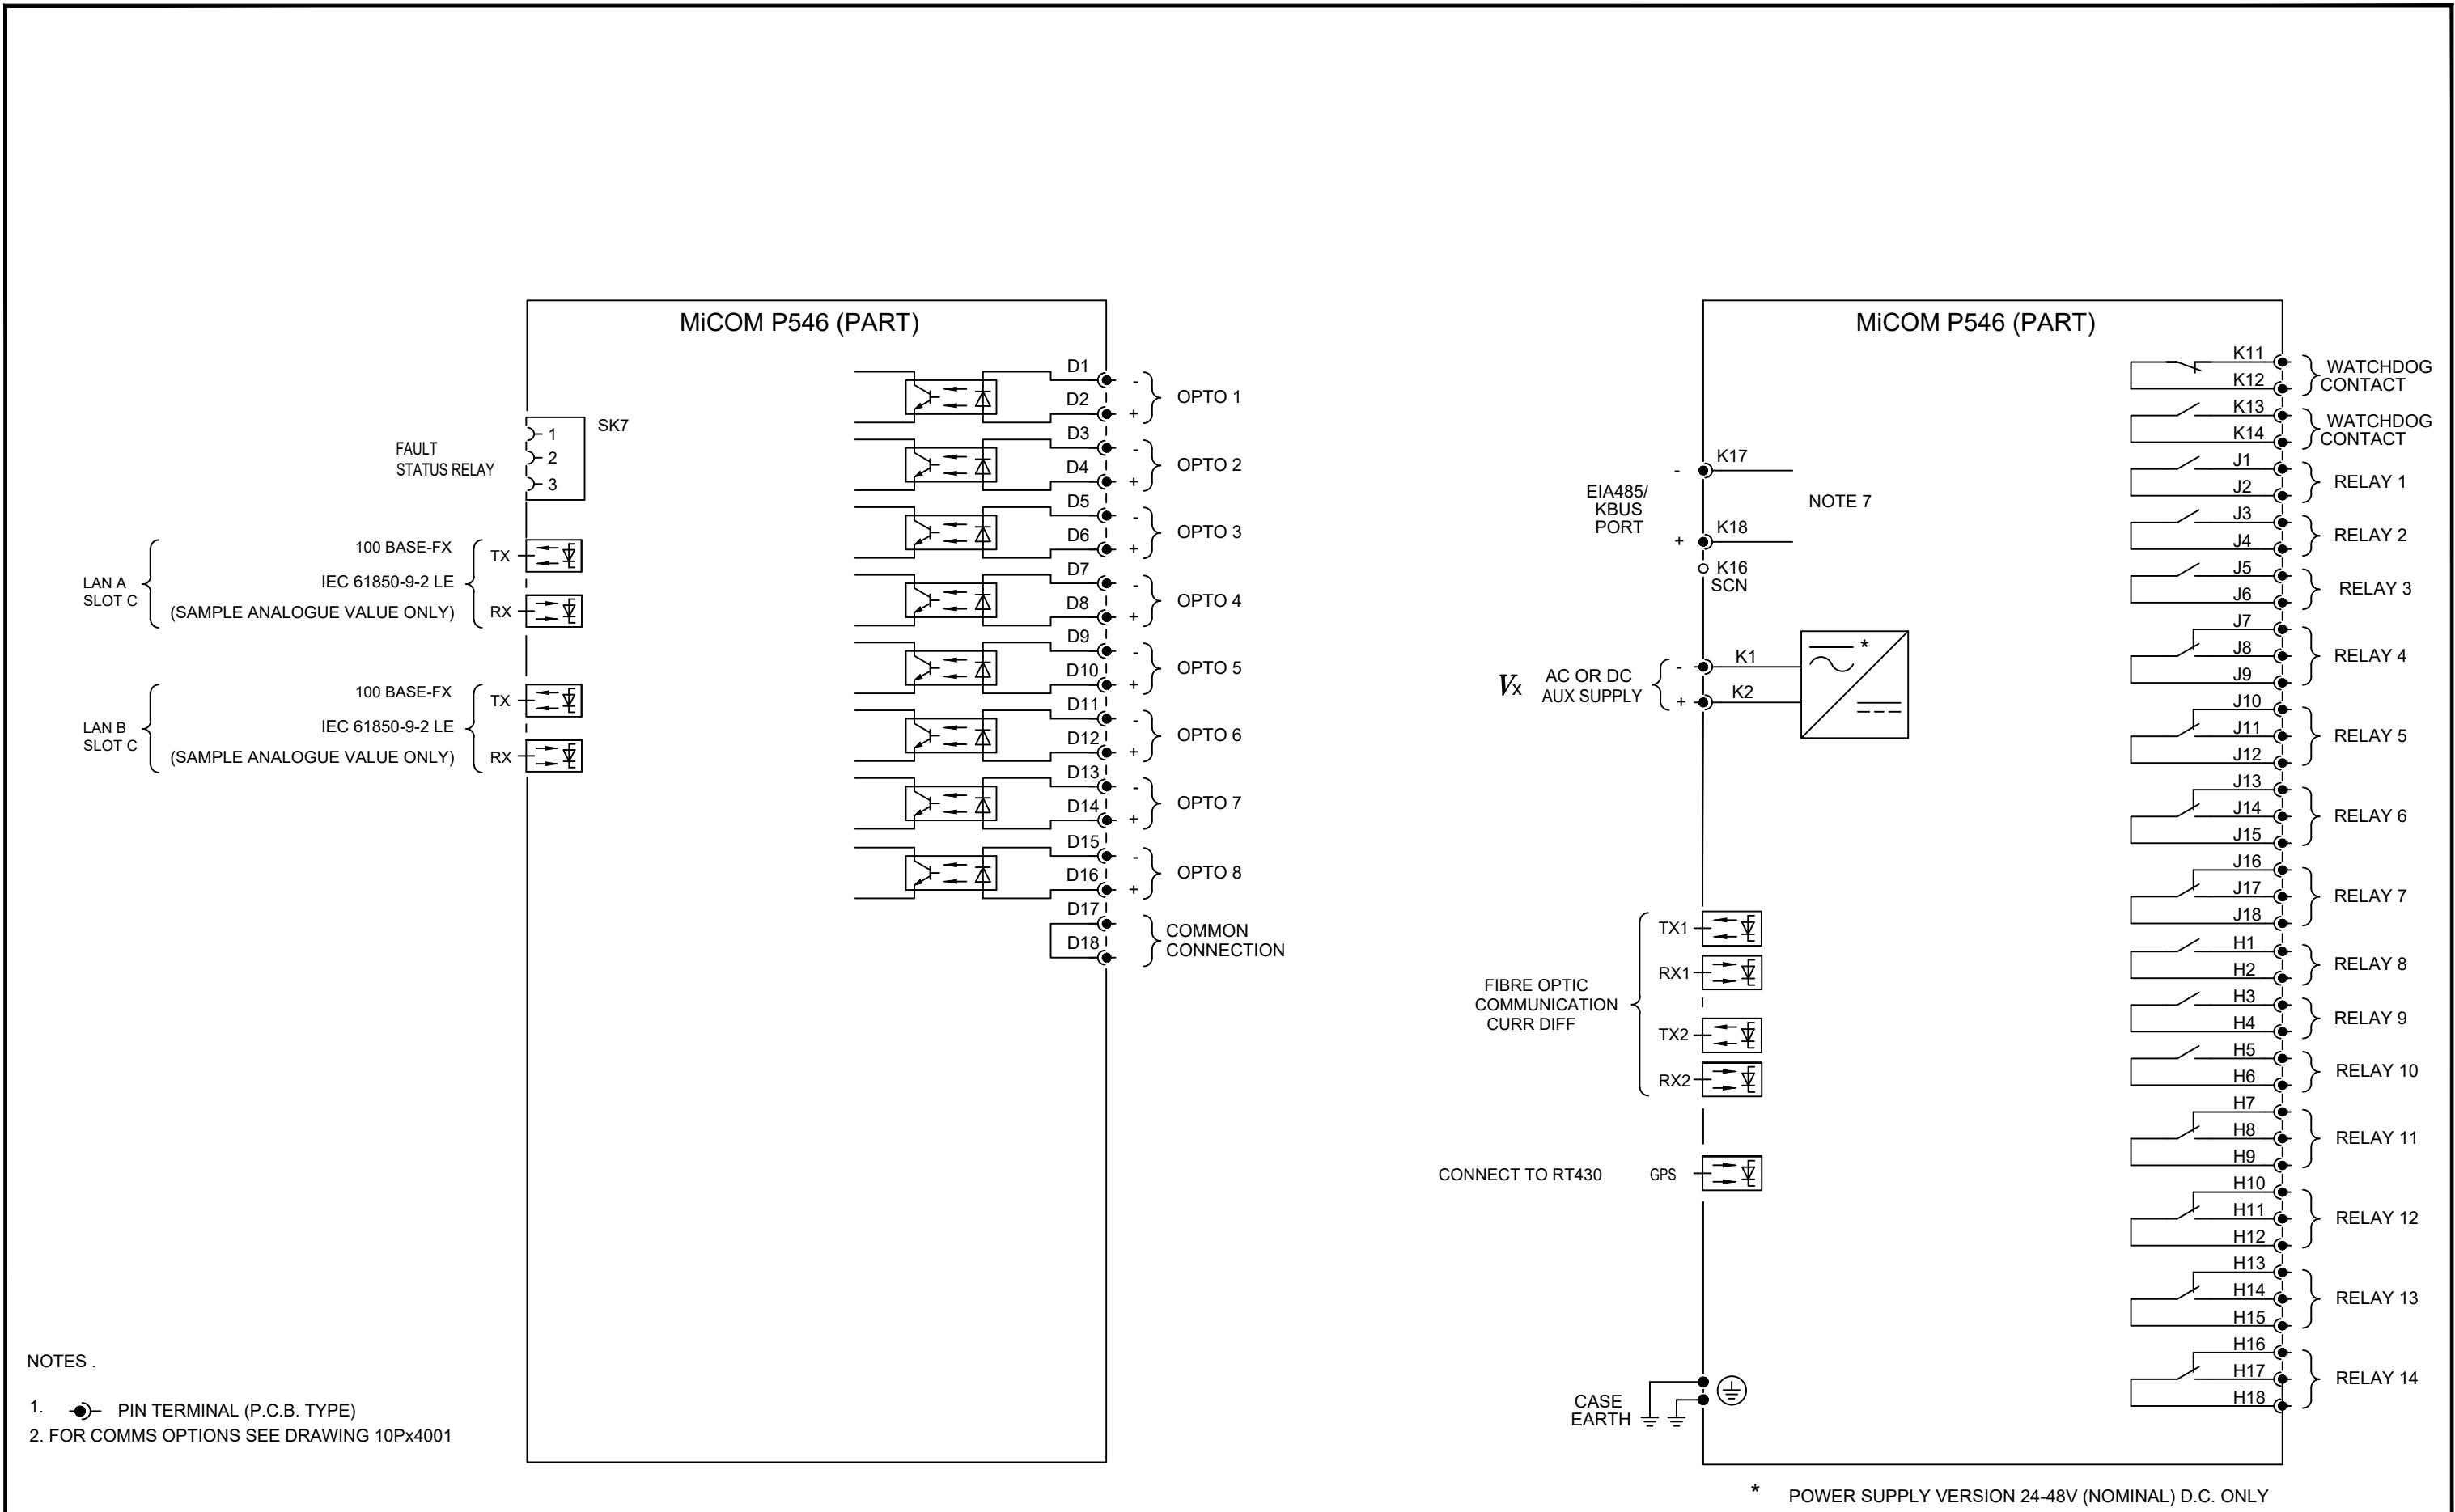 MiCOM P546 (PART)
SK7
1
2
3
FAULT
STATUS RELAY
LAN A
SLOT C
100 BASE-FX
IEC 61850-9-2 LE
(SAMPLE ANALOGUE VALUE ONLY)
TX
RX
LAN B
SLOT C
100 BASE-FX
IEC 61850-9-2 LE
(SAMPLE ANALOGUE VALUE ONLY)
TX
RX
D1 -
D2 +
OPTO 1
D3 -
D4 +
OPTO 2
D5 -
D6 +
OPTO 3
D7 -
D8 +
OPTO 4
D9 -
D10 +
OPTO 5
D11 -
D12 +
OPTO 6
D13 -
D14 +
OPTO 7
D15 -
D16 +
OPTO 8
D17
D18
COMMON
CONNECTION
NOTES .
1. PIN TERMINAL (P.C.B. TYPE)
2. FOR COMMS OPTIONS SEE DRAWING 10Px4001
MiCOM P546 (PART)
- K17
EIA485/
KBUS
PORT
NOTE 7
+ K18
K16
SCN
Vx
AC OR DC
AUX SUPPLY
- K1
+ K2
*
FIBRE OPTIC
COMMUNICATION
CURR DIFF
TX1
RX1
TX2
RX2
CONNECT TO RT430 GPS
CASE
EARTH
K11
K12
WATCHDOG
CONTACT
K13
K14
WATCHDOG
CONTACT
J1
J2
RELAY 1
J3
J4
RELAY 2
J5
J6
RELAY 3
J7
J8
J9
RELAY 4
J10
J11
J12
RELAY 5
J13
J14
J15
RELAY 6
J16
J17
J18
RELAY 7
H1
H2
RELAY 8
H3
H4
RELAY 9
H5
H6
RELAY 10
H7
H8
H9
RELAY 11
H10
H11
H12
RELAY 12
H13
H14
H15
RELAY 13
H16
H17
H18
RELAY 14
* POWER SUPPLY VERSION 24-48V (NOMINAL) D.C. ONLY